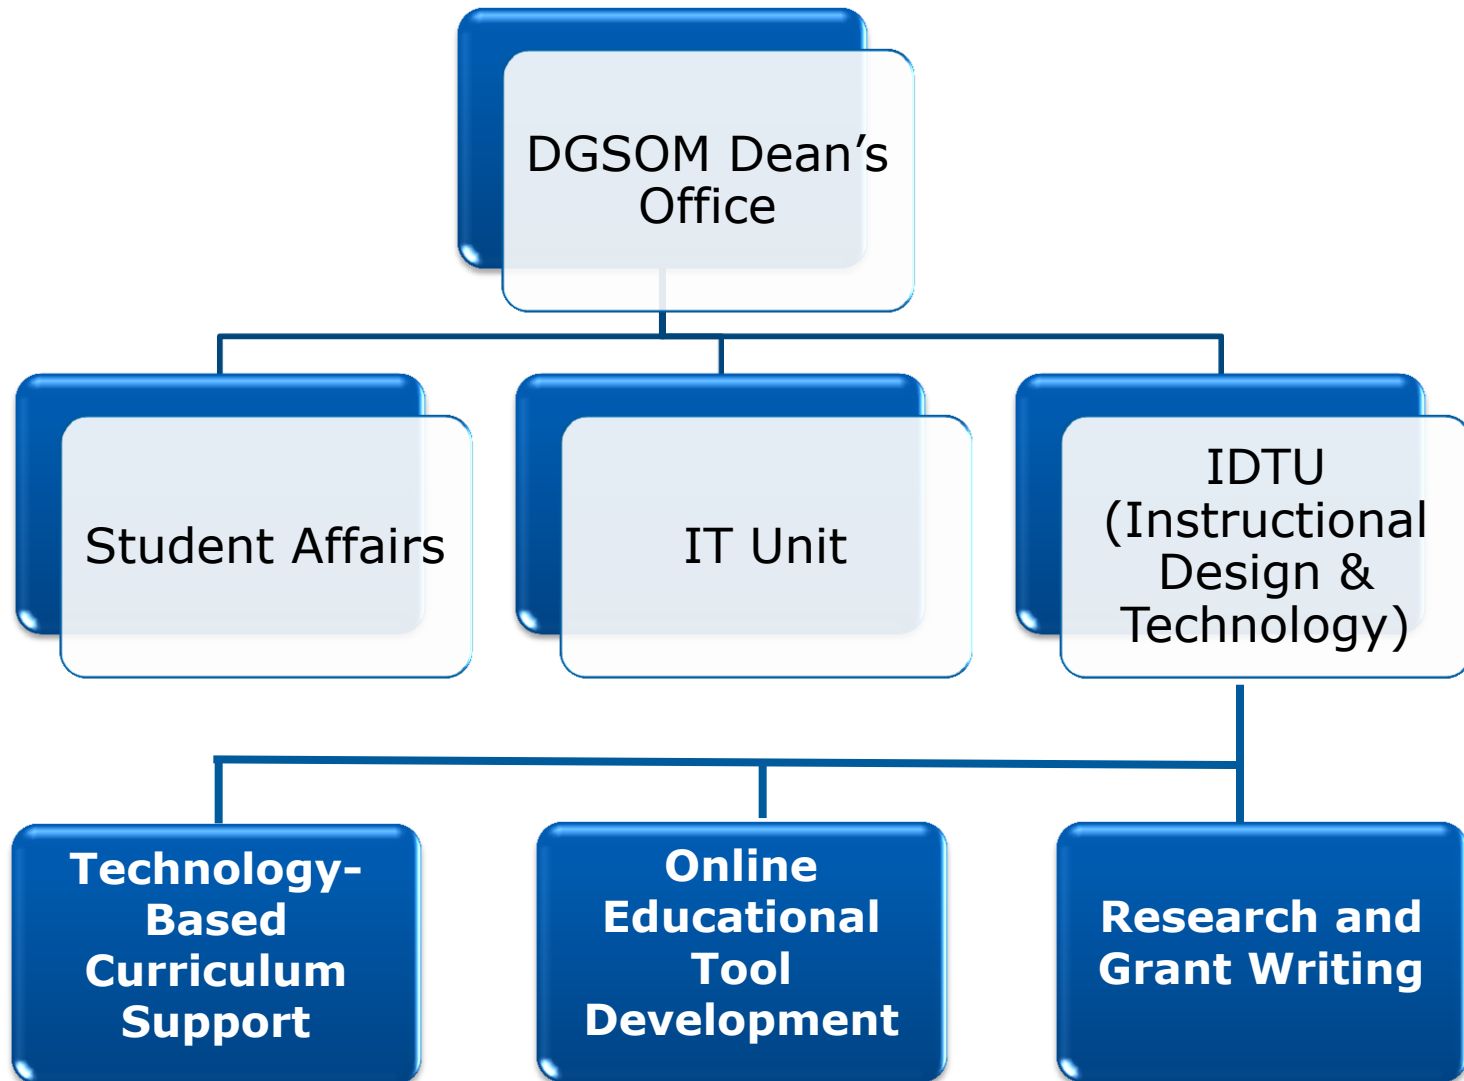 DGSOM Dean’s
Office
Student Affairs
IT Unit
IDTU
(Instructional
Design &
Technology)
Technology-
Based
Curriculum
Support
Online
Educational
Tool
Development
Research and
Grant Writing